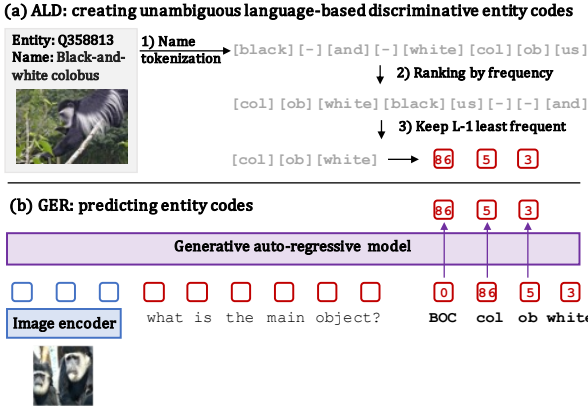 (a) ALD: creating unambiguous language-based discriminative entity codes
Entity: Q358813
Name: Black-and-
white colobus
1) Name
tokenization
[black][-][and][-][white][col][ob][us]
2) Ranking by frequency
[col][ob][white][black][us][-][-][and]
3) Keep L-1 least frequent
[col][ob][white]
86 5 3
(b) GER: predicting entity codes
86 5 3
Generative auto-regressive model
0 86 5 3
Image encoder
what is the main object?
BOC col ob white